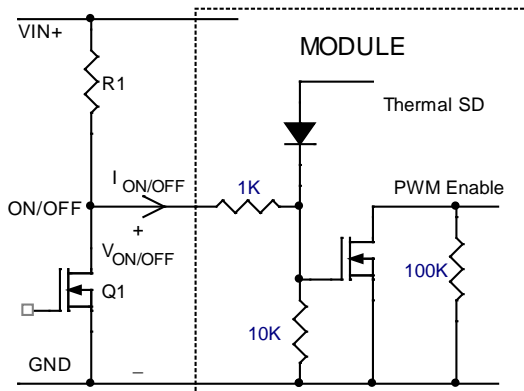 VIN+
MODULE
R1
Thermal SD
I ON/OFF
1K
PWM Enable
ON/OFF
+
V ON/OFF
Q1
100K
10K
GND
_